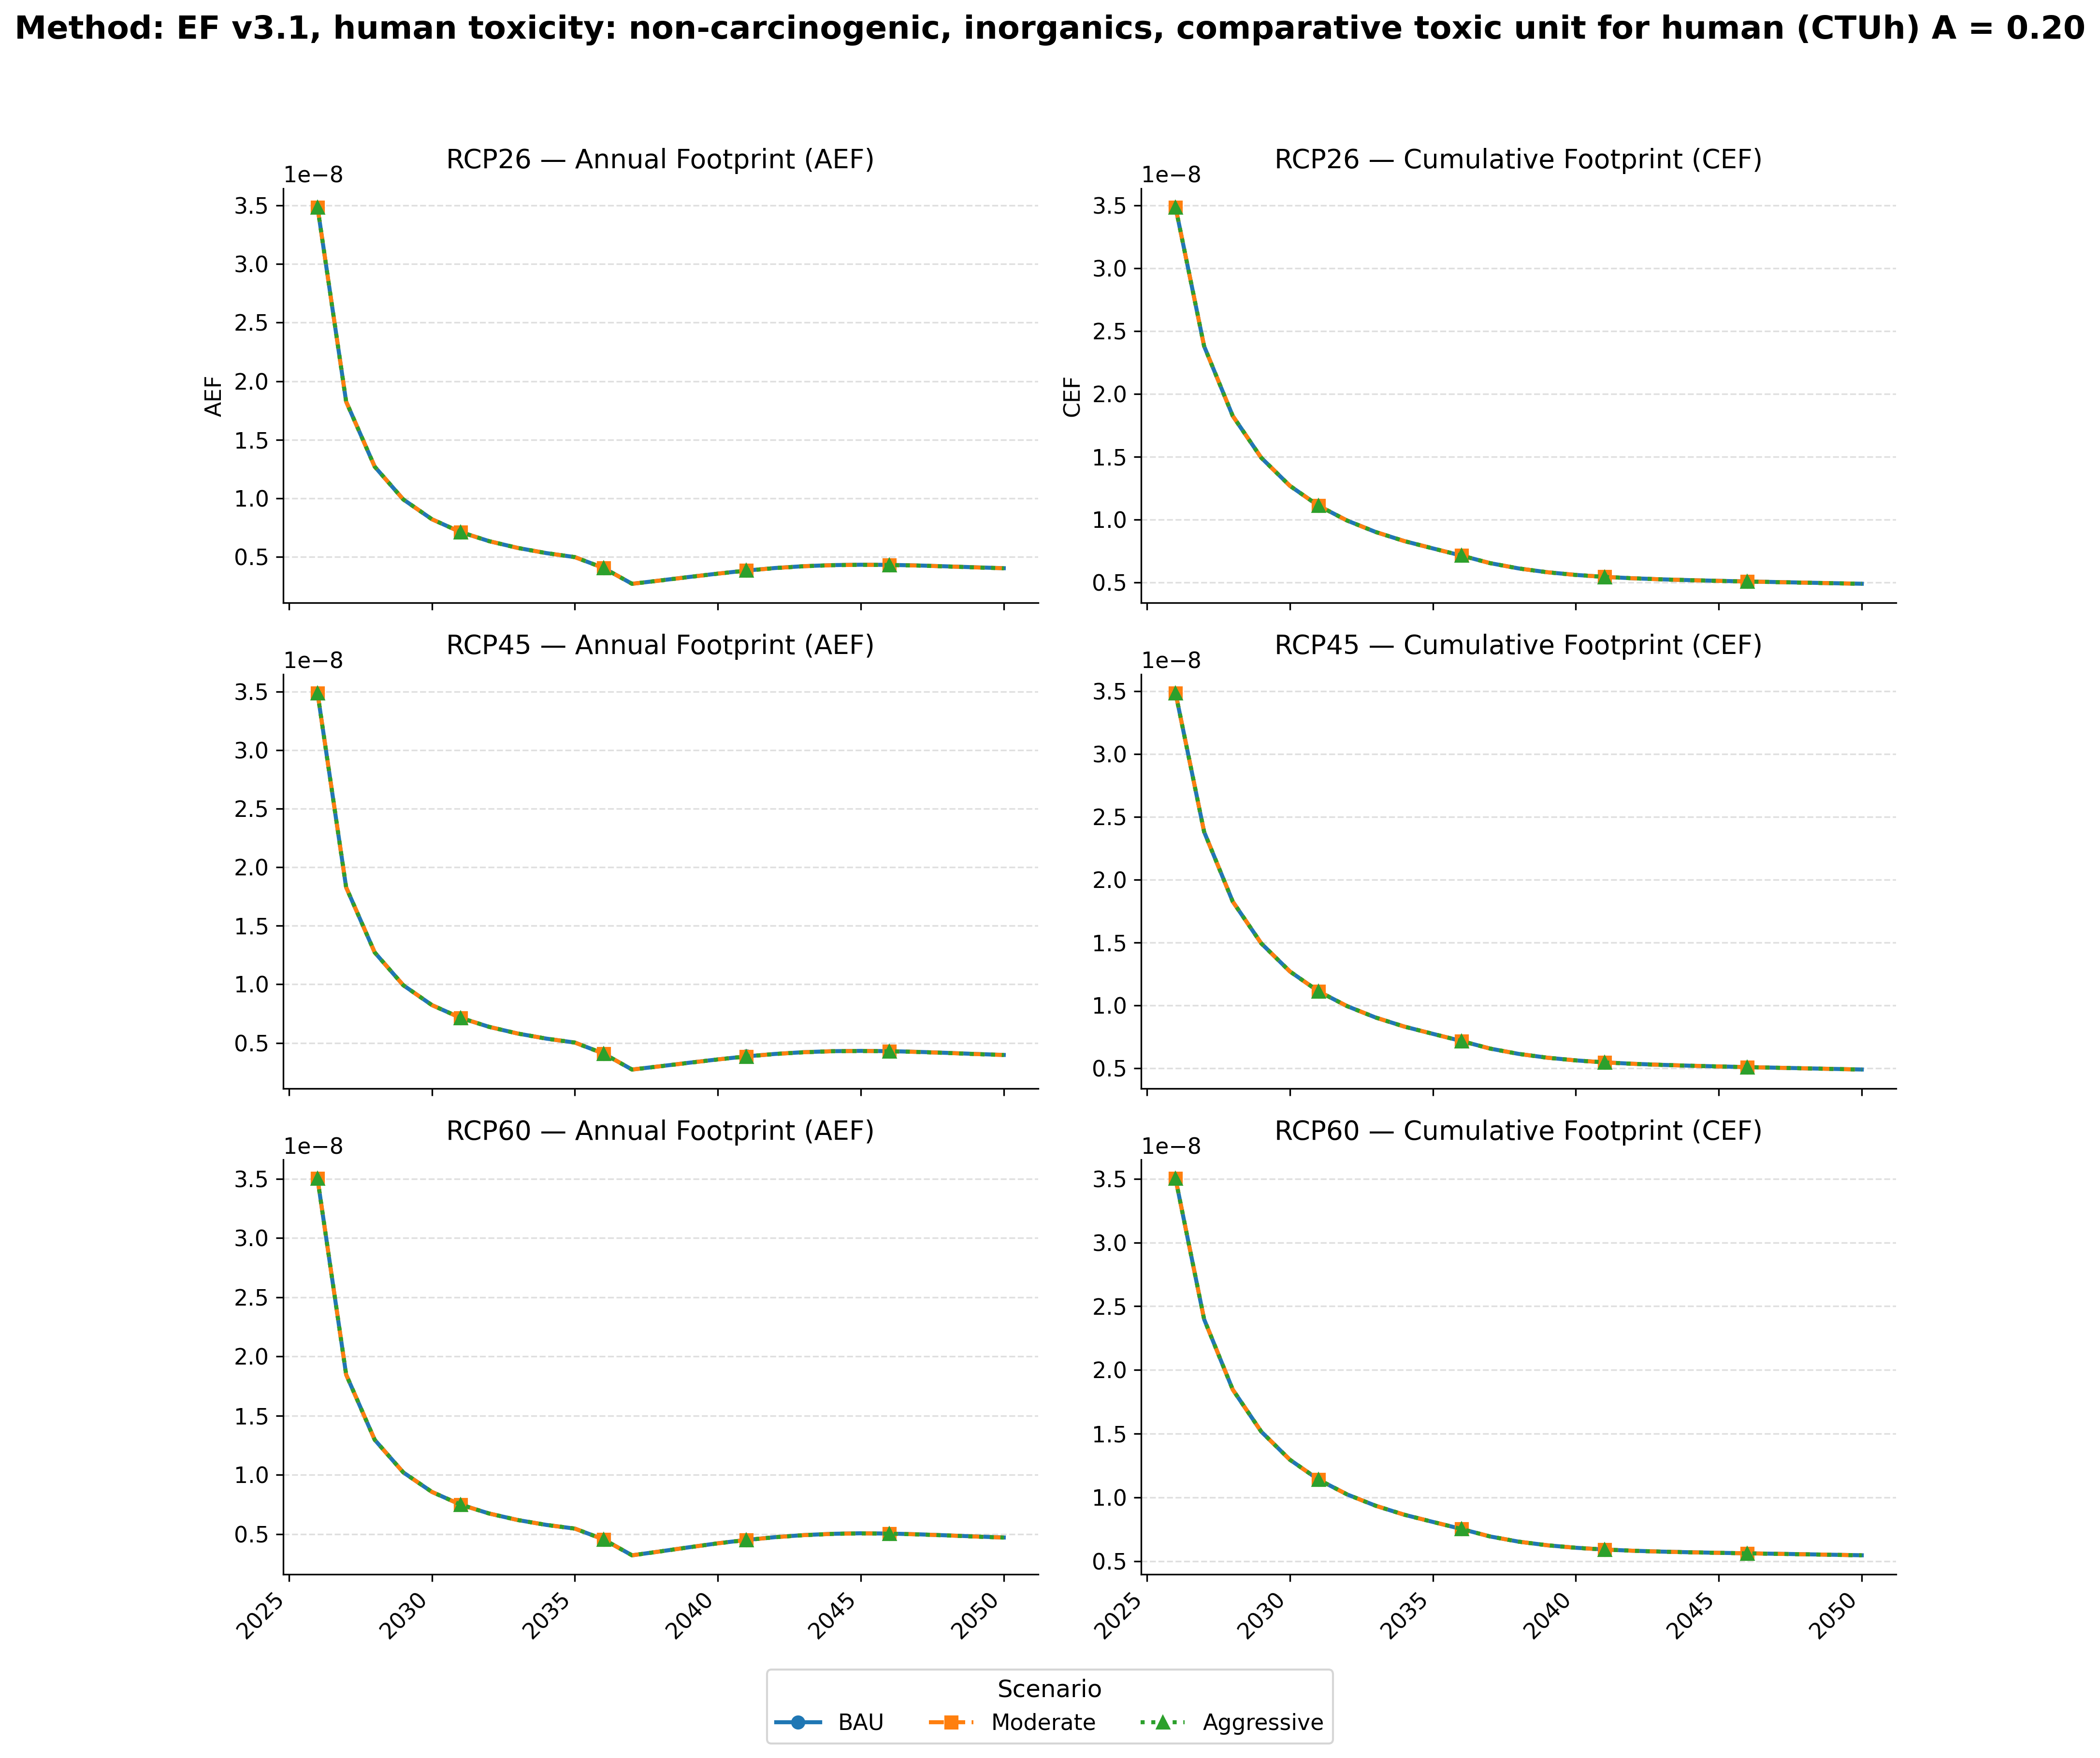 Method: EF v3.1, human toxicity: non-carcinogenic, inorganics, comparative toxic unit for human (CTUh) A = 0.20
RCP26 — Annual Footprint (AEF)
1e−8
3.5
3.0
2.5
2.0
1.5
1.0
0.5
AEF
RCP26 — Cumulative Footprint (CEF)
1e−8
3.5
3.0
2.5
2.0
1.5
1.0
0.5
CEF
RCP45 — Annual Footprint (AEF)
1e−8
3.5
3.0
2.5
2.0
1.5
1.0
0.5
RCP45 — Cumulative Footprint (CEF)
1e−8
3.5
3.0
2.5
2.0
1.5
1.0
0.5
RCP60 — Annual Footprint (AEF)
1e−8
3.5
3.0
2.5
2.0
1.5
1.0
0.5
2025 2030 2035 2040 2045 2050
RCP60 — Cumulative Footprint (CEF)
1e−8
3.5
3.0
2.5
2.0
1.5
1.0
0.5
2025 2030 2035 2040 2045 2050
Scenario
BAU Moderate Aggressive